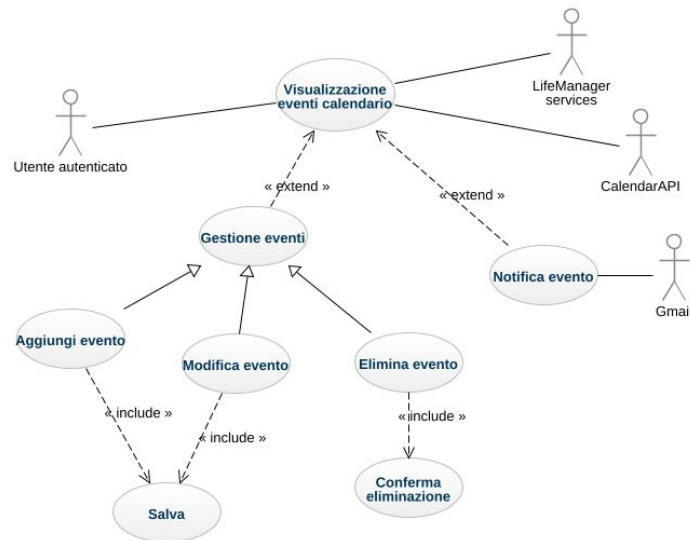 LifeManager
services
Visualizzazione
eventi calendario
Utente autenticato
CalendarAPI
« extend »
« extend »
Gestione eventi
Notifica evento
Gmai
Aggiungi evento
Modifica evento
Elimina evento
« include »
« include »
« include »
Conferma
eliminazione
Salva